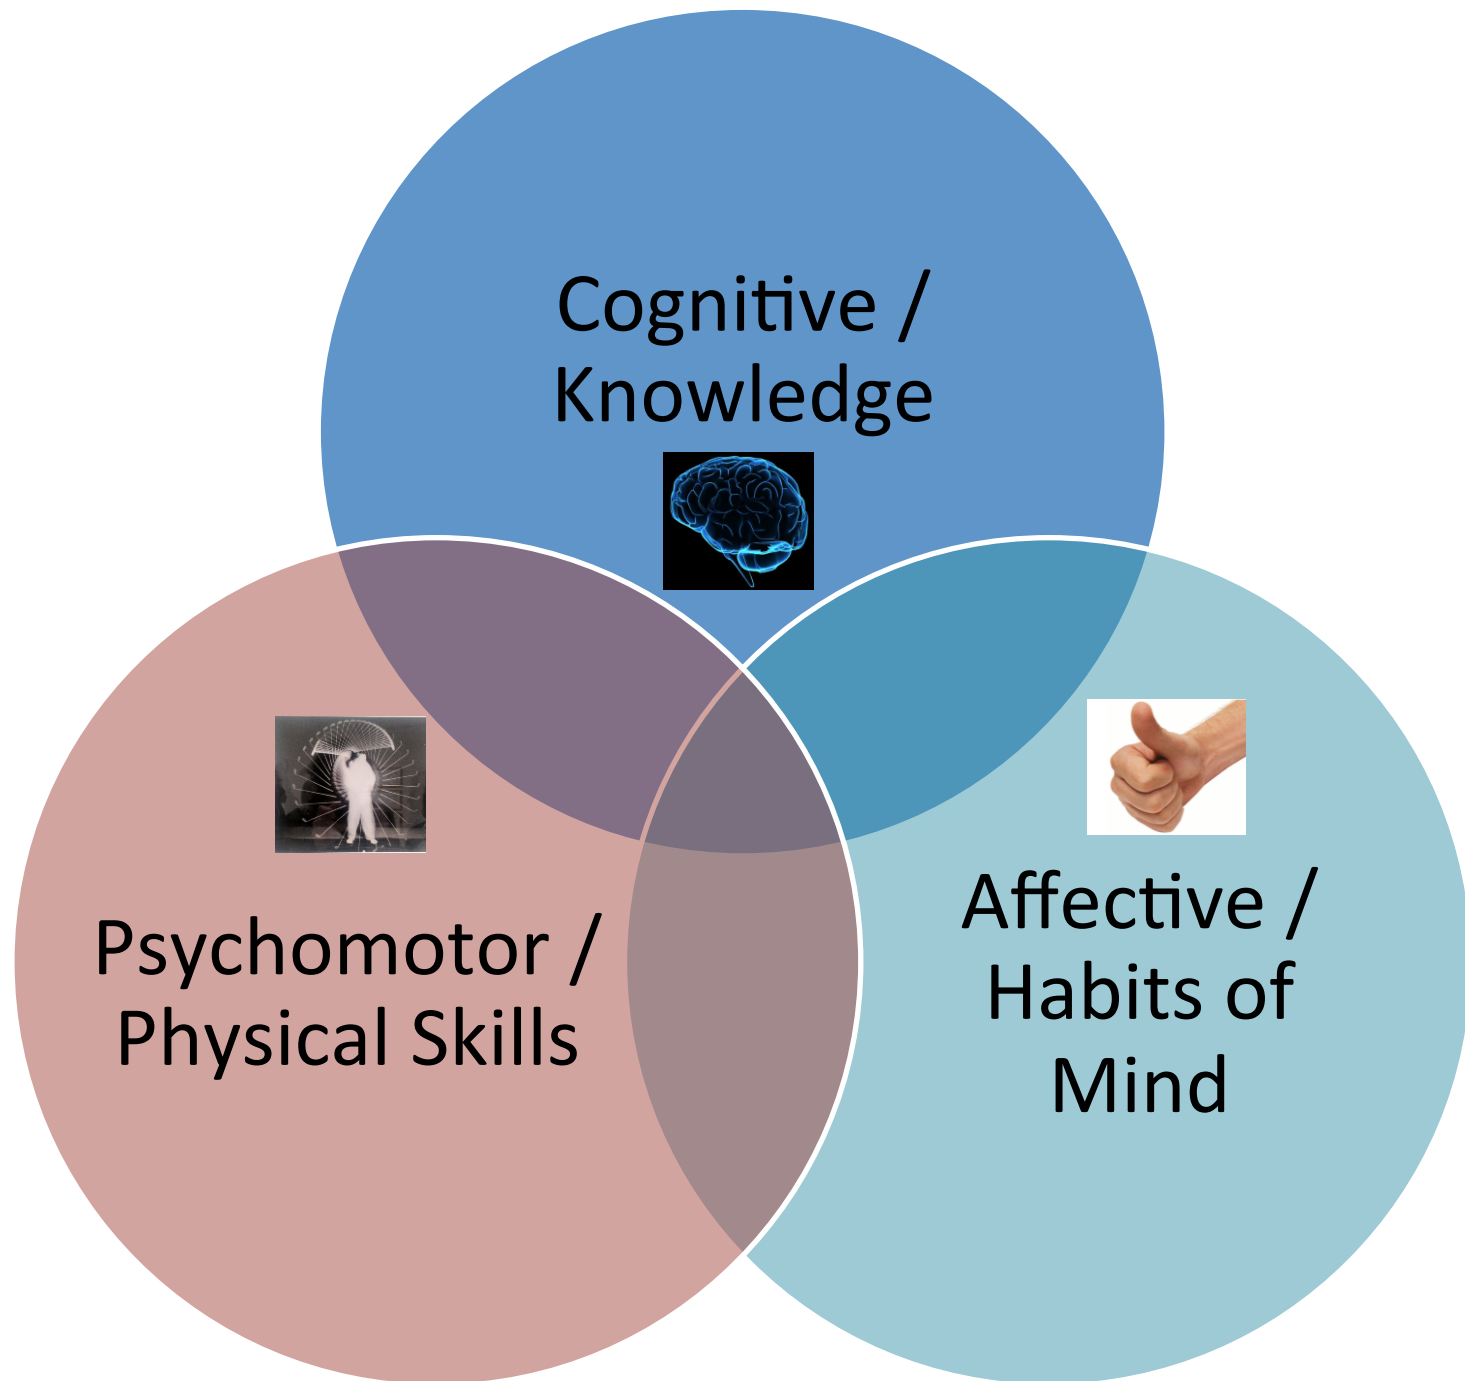 Cognitive /
Knowledge
Psychomotor /
Physical Skills
Affective /
Habits of
Mind